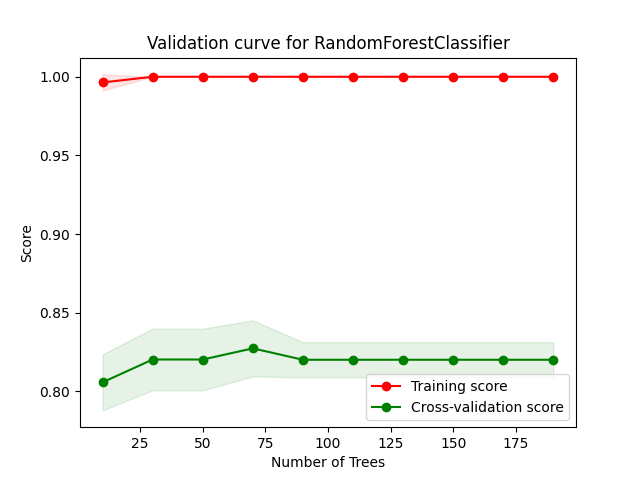 Validation curve for RandomForestClassifier
1.00
0.95
0.90
0.85
0.80
Score
Training score
Cross-validation score
25
50
75
100
125
150
175
Number of Trees